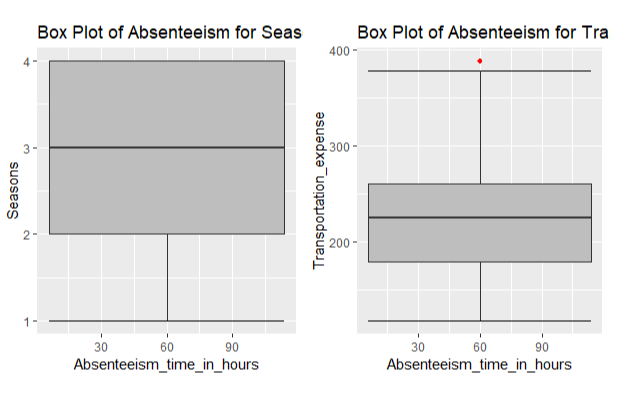 Box Plot of Absenteeism for Seas
4
3
2
1
Seasons
30 60 90
Absenteeism_time_in_hours
Box Plot of Absenteeism for Tra
400
300
200
Transportation_expense
30 60 90
Absenteeism_time_in_hours